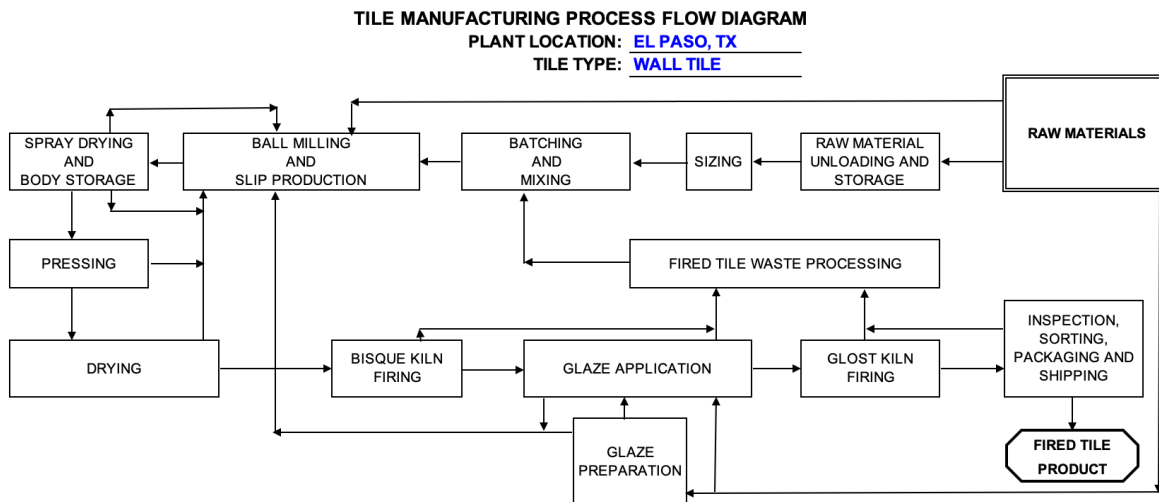 TILE MANUFACTURING PROCESS FLOW DIAGRAM
PLANT LOCATION: EL PASO, TX
TILE TYPE: WALL TILE
SPRAY DRYING
AND
BODY STORAGE
BALL MILLING
AND
SLIP PRODUCTION
BATCHING
AND
MIXING
SIZING
RAW MATERIAL
UNLOADING AND
STORAGE
RAW MATERIALS
PRESSING
FIRED TILE WASTE PROCESSING
DRYING
BISQUE KILN
FIRING
GLAZE APPLICATION
GLOST KILN
FIRING
INSPECTION,
SORTING,
PACKAGING AND
SHIPPING
GLAZE
PREPARATION
FIRED TILE
PRODUCT